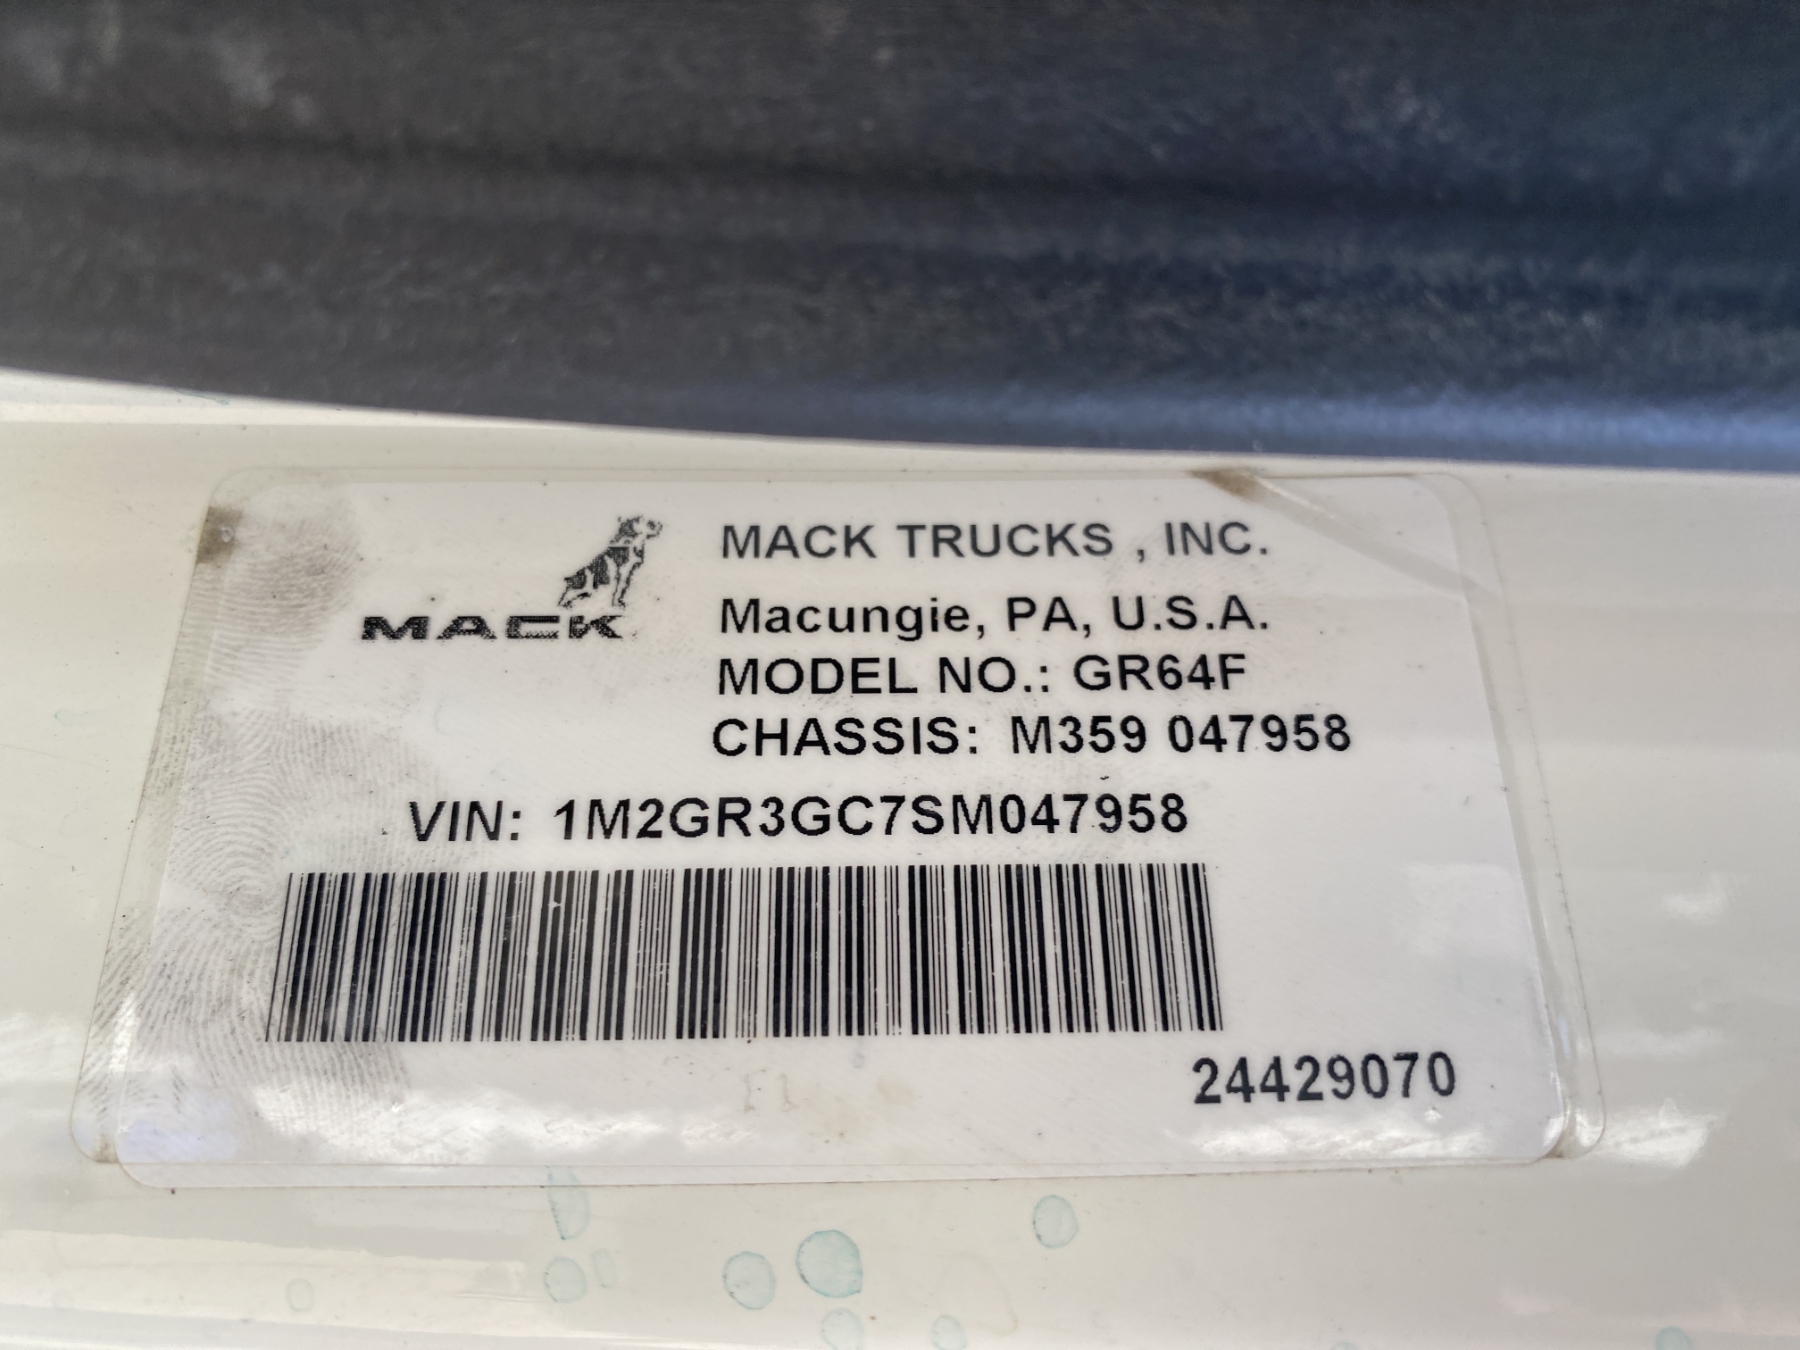 MACK
MACK TRUCKS , INC.
Macungie, PA, U.S.A.
MODEL NO.: GR64F
CHASSIS: M359 047958
VIN: 1M2GR3GC7SM047958
24429070